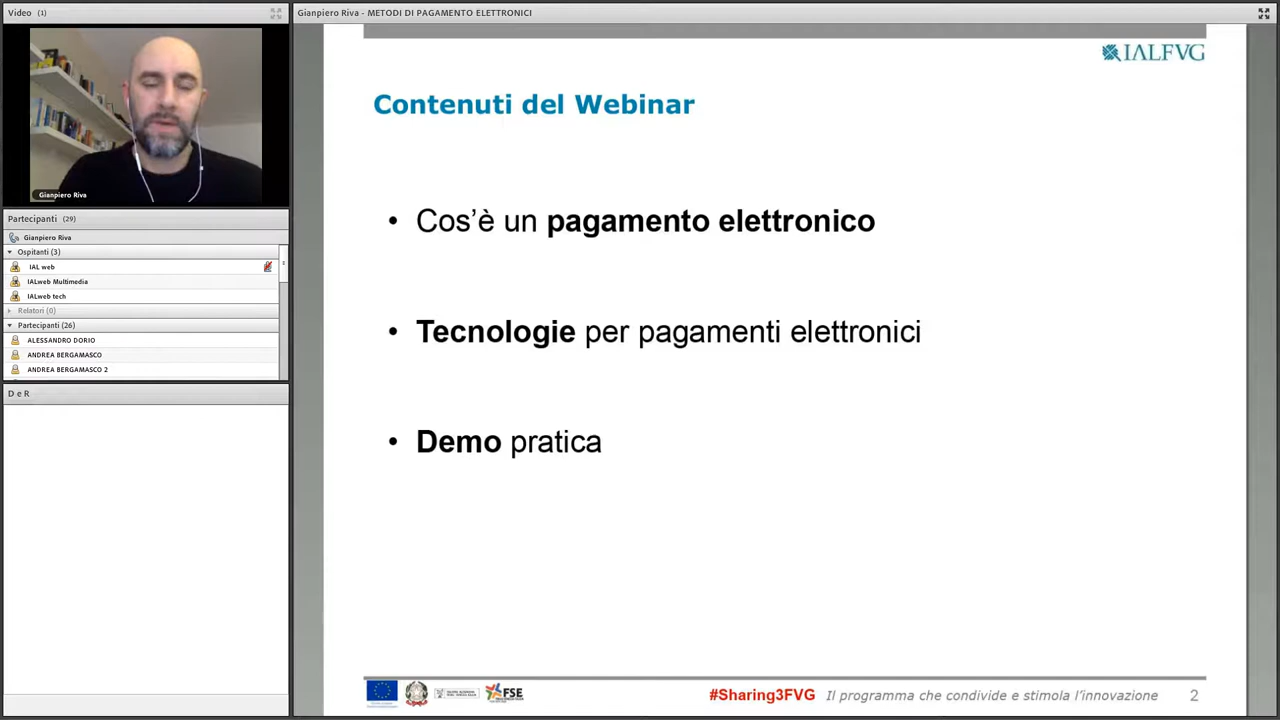 Video (1)
Gianpiero Riva - METODI DI PAGAMENTO ELETTRONICI
Gianpiero Riva
Partecipanti (29)
Gianpiero Riva
Ospitanti (3)
IAL web
IALweb Multimedia
IALweb tech
Relatori (0)
Partecipanti (26)
ALESSANDRO DORIO
ANDREA BERGAMASCO
ANDREA BERGAMASCO 2
D e R
IALFVG
Contenuti del Webinar
• Cos’è un pagamento elettronico
• Tecnologie per pagamenti elettronici
• Demo pratica
FSE
#Sharing3FVG Il programma che condivide e stimola l’innovazione 2